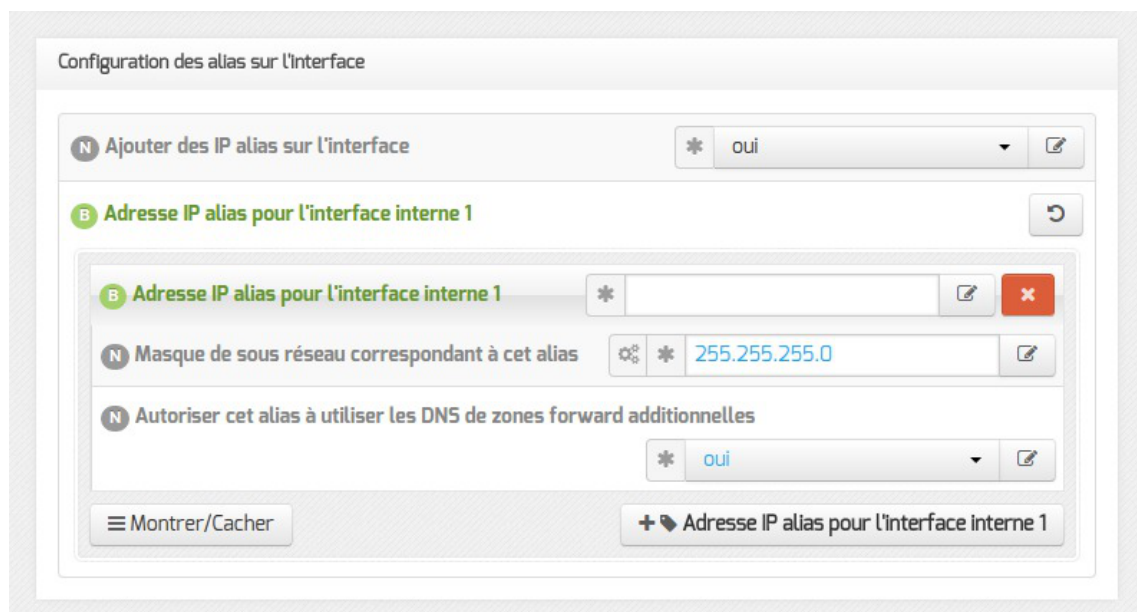 Configuration des alias sur l'interface
N Ajouter des IP alias sur l'interface * oui
B Adresse IP alias pour l'interface interne 1
B Adresse IP alias pour l'interface interne 1 *
N Masque de sous réseau correspondant à cet alias * 255.255.255.0
N Autoriser cet alias à utiliser les DNS de zones forward additionnelles
* oui
Montrer/Cacher + Adresse IP alias pour l'interface interne 1